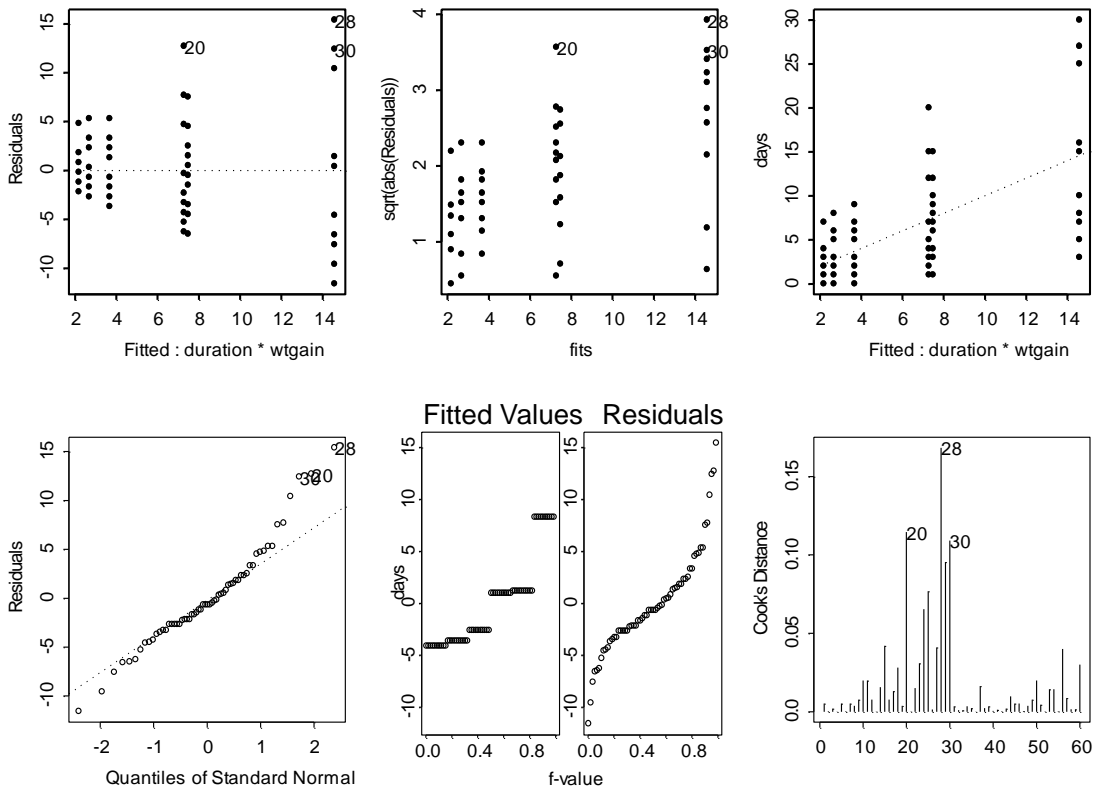 Residuals
15
10
5
0
-5
-10
28
30
20
2 4 6 8 10 12 14
Fitted : duration * wtgain
sqrt(abs(Residuals))
4
3
2
1
28
30
20
2 4 6 8 10 12 14
fits
days
30
25
20
15
10
5
0
2 4 6 8 10 12 14
Fitted : duration * wtgain
Residuals
15
10
5
0
-5
-10
28
30
20
-2 -1 0 1 2
Quantiles of Standard Normal
Fitted Values Residuals
days
15
10
5
0
-5
-10
0.0 0.4 0.8
15
10
5
0
-5
-10
0.0 0.4 0.8
f-value
Cook's Distance
0.15
0.10
0.05
0.0
28
20
30
0 10 20 30 40 50 60